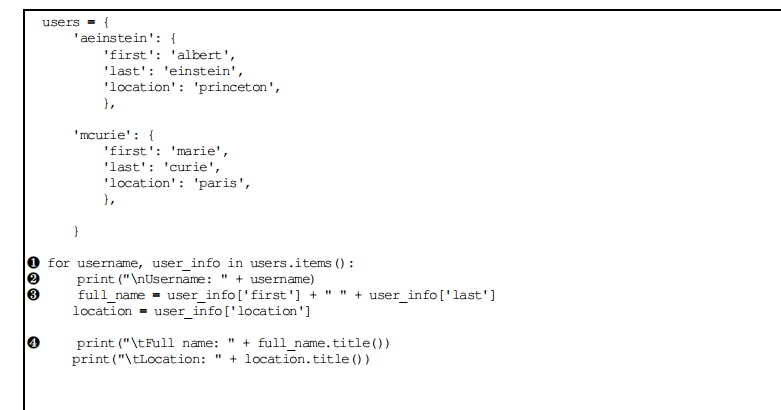 users = {
'aeinstein': {
'first': 'albert',
'last': 'einstein',
'location': 'princeton',
},
'mcurie': {
'first': 'marie',
'last': 'curie',
'location': 'paris',
},
}
❶ for username, user_info in users.items():
❷ print("\nUsername: " + username)
❸ full_name = user_info['first'] + " " + user_info['last']
location = user_info['location']
❹ print("\tFull name: " + full_name.title())
print("\tLocation: " + location.title())